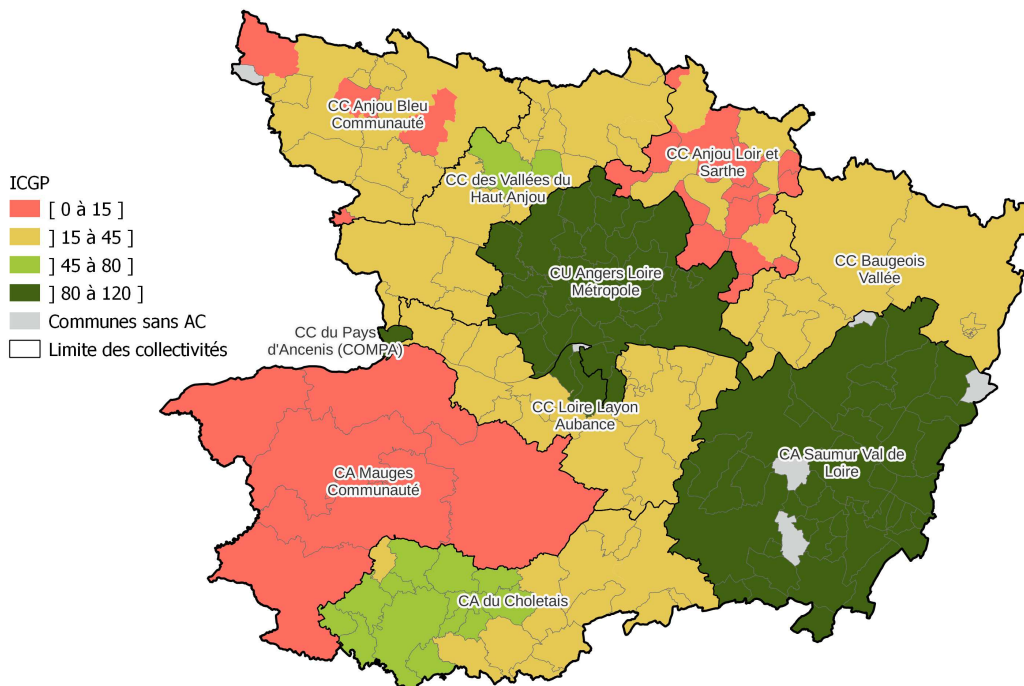 ICGP
[ 0 à 15 ]
] 15 à 45 ]
] 45 à 80 ]
] 80 à 120 ]
Communes sans AC
Limite des collectivités
CC Anjou Bleu
Communauté
CC Anjou Loir et
Sarthe
CC des Vallées du
Haut Anjou
CU Angers Loire
Métropole
CC Baugeois
Vallée
CC du Pays
d'Ancenis (COMPA)
CC Loire Layon
Aubance
CA Saumur Val de
Loire
CA Mauges
Communauté
CA du Choletais